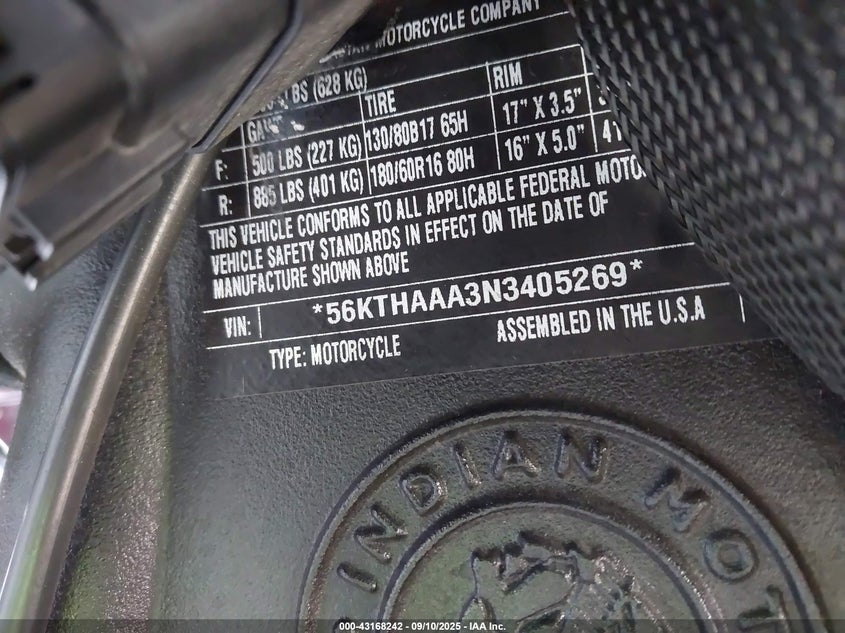 MOTORCYCLE COMPANY
LBS (628 KG)
TIRE RIM
F: 500 LBS (227 KG) 130/80B17 65H 17" X 3.5"
R: 885 LBS (401 KG) 180/60R16 80H 16" X 5.0" 41
THIS VEHICLE CONFORMS TO ALL APPLICABLE FEDERAL MOTO
VEHICLE SAFETY STANDARDS IN EFFECT ON THE DATE OF
MANUFACTURE SHOWN ABOVE
VIN: *56KTHAAA3N3405269*
TYPE: MOTORCYCLE ASSEMBLED IN THE U.S.A
INDIAN MOT
000-43168242 - 09/10/2025 - IAA Inc.